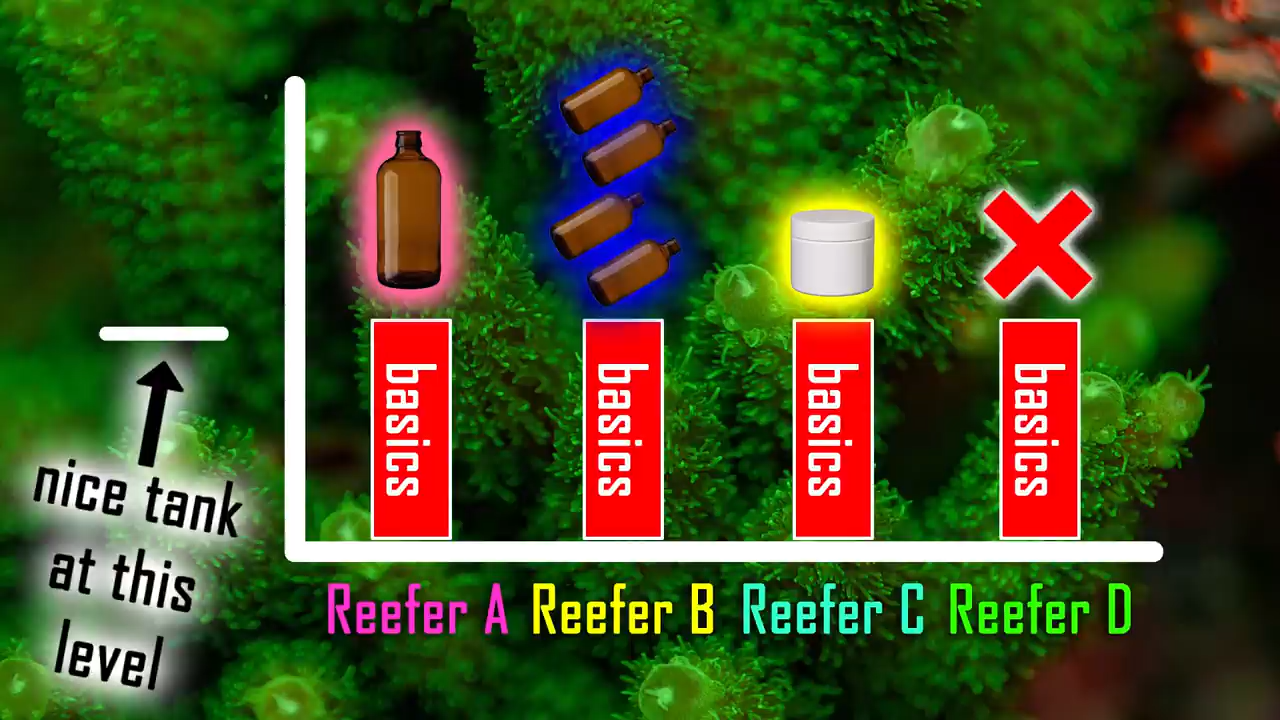 basics
basics
basics
basics
nice tank
at this
level
Reefer A Reefer B Reefer C Reefer D